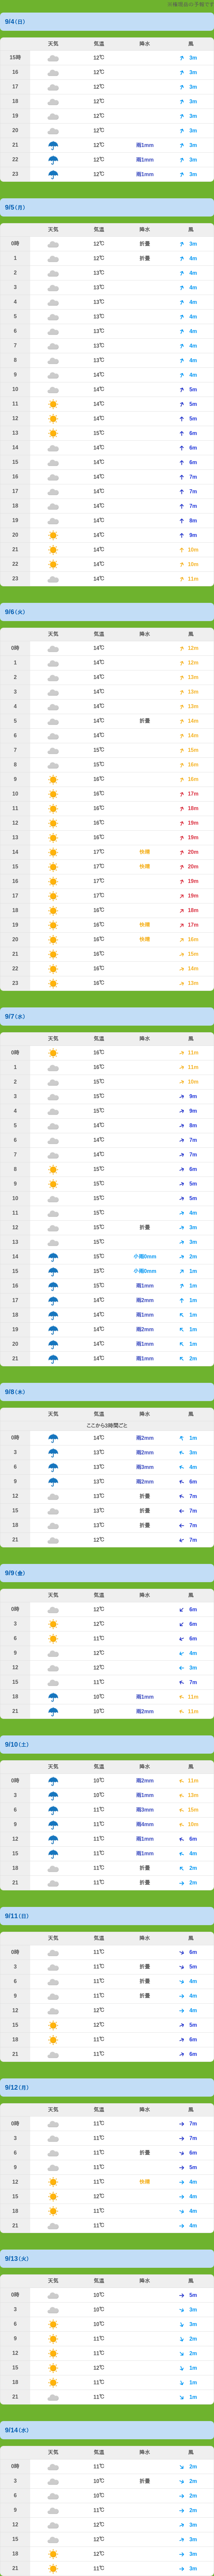 ※極周辺の予報です
9/4(日)
天気 気温 降水 風
15時 12℃ 3m
16 12℃ 3m
17 12℃ 3m
18 12℃ 3m
19 12℃ 3m
20 12℃ 3m
21 12℃ 雨1mm 3m
22 12℃ 雨1mm 3m
23 12℃ 雨1mm 3m
9/5(月)
天気 気温 降水 風
0時 12℃ 折畳 3m
1 12℃ 折畳 4m
2 13℃ 4m
3 13℃ 4m
4 13℃ 4m
5 13℃ 4m
6 13℃ 4m
7 13℃ 4m
8 13℃ 4m
9 14℃ 4m
10 14℃ 5m
11 14℃ 5m
12 14℃ 5m
13 15℃ 6m
14 14℃ 6m
15 14℃ 6m
16 14℃ 7m
17 14℃ 7m
18 14℃ 7m
19 14℃ 8m
20 14℃ 9m
21 14℃ 10m
22 14℃ 10m
23 14℃ 11m
9/6(火)
天気 気温 降水 風
0時 14℃ 12m
1 14℃ 12m
2 14℃ 13m
3 14℃ 13m
4 14℃ 13m
5 14℃ 折畳 14m
6 14℃ 14m
7 15℃ 15m
8 15℃ 16m
9 16℃ 16m
10 16℃ 17m
11 16℃ 18m
12 16℃ 19m
13 16℃ 19m
14 17℃ 快晴 20m
15 17℃ 快晴 20m
16 17℃ 19m
17 17℃ 19m
18 16℃ 18m
19 16℃ 快晴 17m
20 16℃ 快晴 16m
21 16℃ 15m
22 16℃ 14m
23 16℃ 13m
9/7(水)
天気 気温 降水 風
0時 16℃ 11m
1 16℃ 11m
2 15℃ 10m
3 15℃ 9m
4 15℃ 9m
5 14℃ 8m
6 14℃ 7m
7 14℃ 7m
8 15℃ 6m
9 15℃ 5m
10 15℃ 5m
11 15℃ 4m
12 15℃ 折畳 3m
13 15℃ 3m
14 15℃ 小雨0mm 2m
15 15℃ 小雨0mm 1m
16 15℃ 雨1mm 1m
17 14℃ 雨2mm 1m
18 14℃ 雨1mm 1m
19 14℃ 雨2mm 1m
20 14℃ 雨1mm 1m
21 14℃ 雨1mm 2m
9/8(木)
天気 気温 降水 風
ここから3時間ごと
0時 14℃ 雨2mm 1m
3 13℃ 雨2mm 3m
6 13℃ 雨3mm 4m
9 13℃ 雨2mm 6m
12 13℃ 折畳 7m
15 13℃ 折畳 7m
18 13℃ 折畳 7m
21 12℃ 7m
9/9(金)
天気 気温 降水 風
0時 12℃ 6m
3 12℃ 6m
6 11℃ 6m
9 12℃ 4m
12 12℃ 3m
15 11℃ 7m
18 10℃ 雨1mm 11m
21 10℃ 雨2mm 11m
9/10(土)
天気 気温 降水 風
0時 10℃ 雨2mm 11m
3 10℃ 雨1mm 13m
6 11℃ 雨3mm 15m
9 11℃ 雨4mm 10m
12 11℃ 雨1mm 6m
15 11℃ 雨1mm 4m
18 11℃ 折畳 2m
21 11℃ 折畳 2m
9/11(日)
天気 気温 降水 風
0時 11℃ 6m
3 11℃ 折畳 5m
6 11℃ 折畳 4m
9 11℃ 折畳 4m
12 11℃ 4m
15 12℃ 5m
18 11℃ 6m
21 11℃ 6m
9/12(月)
天気 気温 降水 風
0時 11℃ 7m
3 11℃ 7m
6 11℃ 折畳 6m
9 11℃ 5m
12 11℃ 快晴 4m
15 12℃ 4m
18 11℃ 4m
21 11℃ 4m
9/13(火)
天気 気温 降水 風
0時 10℃ 5m
3 10℃ 3m
6 10℃ 3m
9 11℃ 2m
12 11℃ 2m
15 12℃ 1m
18 11℃ 1m
21 11℃ 1m
9/14(水)
天気 気温 降水 風
0時 11℃ 2m
3 10℃ 折畳 2m
6 10℃ 2m
9 11℃ 2m
12 12℃ 3m
15 12℃ 3m
18 11℃ 3m
21 11℃ 3m